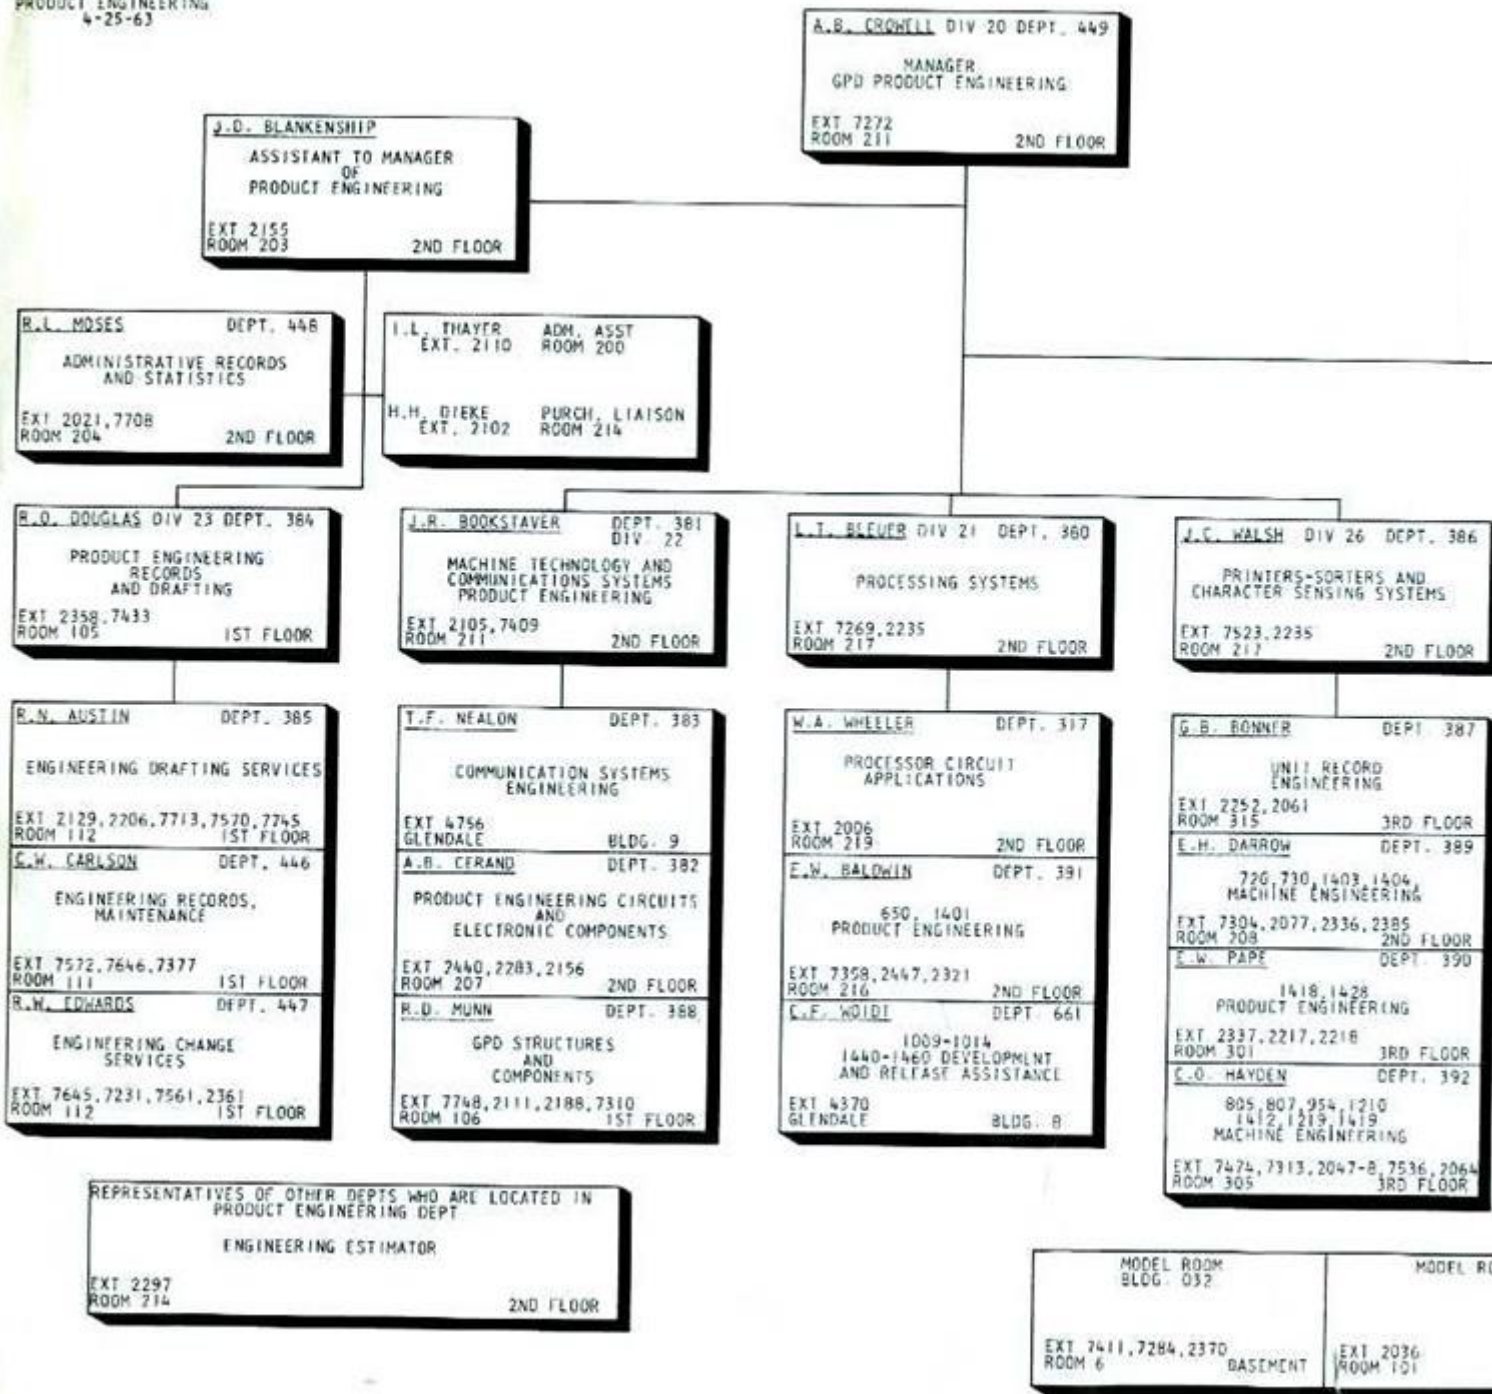 PRODUCT ENGINEERING
4-25-63
A.B. CROWELL DIV 20 DEPT. 449
MANAGER
GPD PRODUCT ENGINEERING
EXT 7272
ROOM 211 2ND FLOOR
J.D. BLANKENSHIP
ASSISTANT TO MANAGER
OF
PRODUCT ENGINEERING
EXT 2155
ROOM 203 2ND FLOOR
R.L. MOSES DEPT. 448
ADMINISTRATIVE RECORDS
AND STATISTICS
EXT 2021,7708
ROOM 204 2ND FLOOR
I.L. THAYER ADM. ASST
EXT. 2110 ROOM 200
H.H. DIEKE PURCH. LIAISON
EXT. 2102 ROOM 214
R.O. DOUGLAS DIV 23 DEPT. 384
PRODUCT ENGINEERING
RECORDS
AND DRAFTING
EXT 2358,7433
ROOM 105 1ST FLOOR
J.R. BOOKSTAVER DEPT. 381
DIV. 22
MACHINE TECHNOLOGY AND
COMMUNICATIONS SYSTEMS
PRODUCT ENGINEERING
EXT 2105,7409
ROOM 211 2ND FLOOR
L.T. BLEUER DIV 21 DEPT. 380
PROCESSING SYSTEMS
EXT 7269,2235
ROOM 217 2ND FLOOR
J.C. WALSH DIV 26 DEPT. 386
PRINTERS-SORTERS AND
CHARACTER SENSING SYSTEMS
EXT 7523,2235
ROOM 217 2ND FLOOR
R.N. AUSTIN DEPT. 385
ENGINEERING DRAFTING SERVICES
EXT 2129,2206,7713,7570,7745
ROOM 112 1ST FLOOR
C.W. CARLSON DEPT. 446
ENGINEERING RECORDS,
MAINTENANCE
EXT 7572,7646,7377
ROOM 111 1ST FLOOR
R.W. EDWARDS DEPT. 447
ENGINEERING CHANGE
SERVICES
EXT 7645,7231,7561,2361
ROOM 112 1ST FLOOR
T.F. NEALON DEPT. 383
COMMUNICATION SYSTEMS
ENGINEERING
EXT 4756
GLENDALE BLDG. 9
A.B. CERAND DEPT. 382
PRODUCT ENGINEERING CIRCUITS
AND
ELECTRONIC COMPONENTS
EXT 7440,2283,2156
ROOM 207 2ND FLOOR
R.D. MUNN DEPT. 388
GPD STRUCTURES
AND
COMPONENTS
EXT 7748,2111,2188,7310
ROOM 106 1ST FLOOR
W.A. WHEELER DEPT. 317
PROCESSOR CIRCUIT
APPLICATIONS
EXT 2006
ROOM 219 2ND FLOOR
E.W. BALDWIN DEPT. 391
650, 1401
PRODUCT ENGINEERING
EXT 7358,2447,2321
ROOM 216 2ND FLOOR
C.F. WOIDT DEPT. 661
1009-1014
1440-1460 DEVELOPMENT
AND RELEASE ASSISTANCE
EXT 4370
GLENDALE BLDG. 8
G.B. BONNER DEPT 387
UNIT RECORD
ENGINEERING
EXT 2252,2061
ROOM 315 3RD FLOOR
E.H. DARROW DEPT. 389
726,730,1403,1404,
MACHINE ENGINEERING
EXT 7304,2077,2336,2385
ROOM 208 2ND FLOOR
E.W. PAPE DEPT. 390
1418,1428
PRODUCT ENGINEERING
EXT 2337,2217,2218
ROOM 301 3RD FLOOR
C.O. HAYDEN DEPT. 392
805,807,954,1210
1412,1219,1419
MACHINE ENGINEERING
EXT 7474,7313,2047-8,7536,2064
ROOM 305 3RD FLOOR
REPRESENTATIVES OF OTHER DEPTS WHO ARE LOCATED IN
PRODUCT ENGINEERING DEPT
ENGINEERING ESTIMATOR
EXT 2297
ROOM 214 2ND FLOOR
MODEL ROOM
BLDG. 032
EXT 7411,7284,2370
ROOM 6 BASEMENT
MODEL RO
EXT 2036
ROOM 101